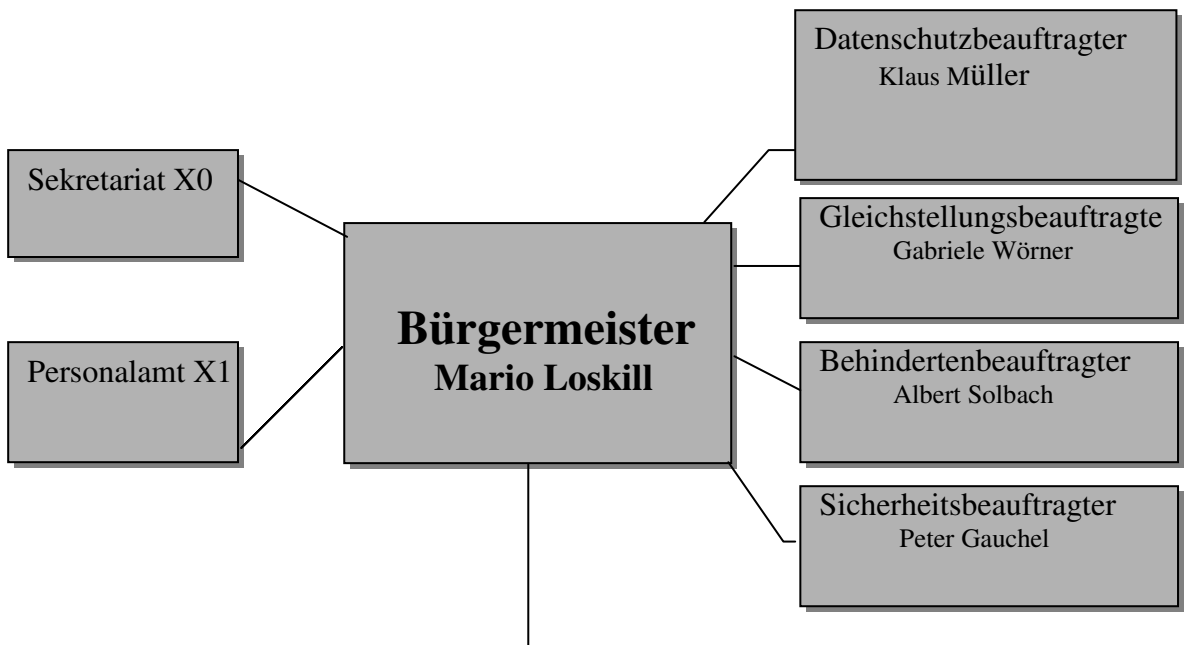 Datenschutzbeauftragter
Klaus Müller
Sekretariat X0
Gleichstellungsbeauftragte
Gabriele Wörner
Bürgermeister
Mario Loskill
Personalamt X1
Behindertenbeauftragter
Albert Solbach
Sicherheitsbeauftragter
Peter Gauchel